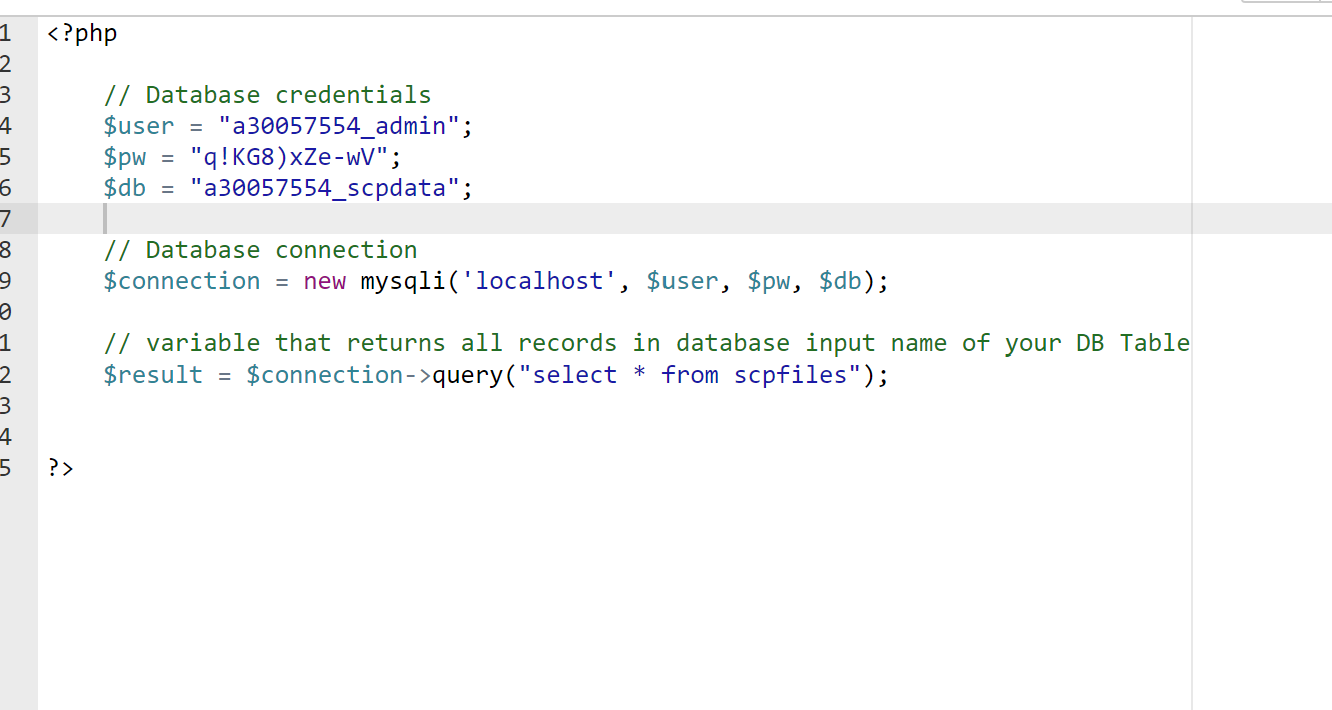 1 <?php
2
3 // Database credentials
4 $user = "a30057554_admin";
5 $pw = "q!KG8)xZe-wV";
6 $db = "a30057554_scpdata";
7
8 // Database connection
9 $connection = new mysqli('localhost', $user, $pw, $db);
0
1 // variable that returns all records in database input name of your DB Table
2 $result = $connection->query("select * from scpfiles");
3
4
5 ?>